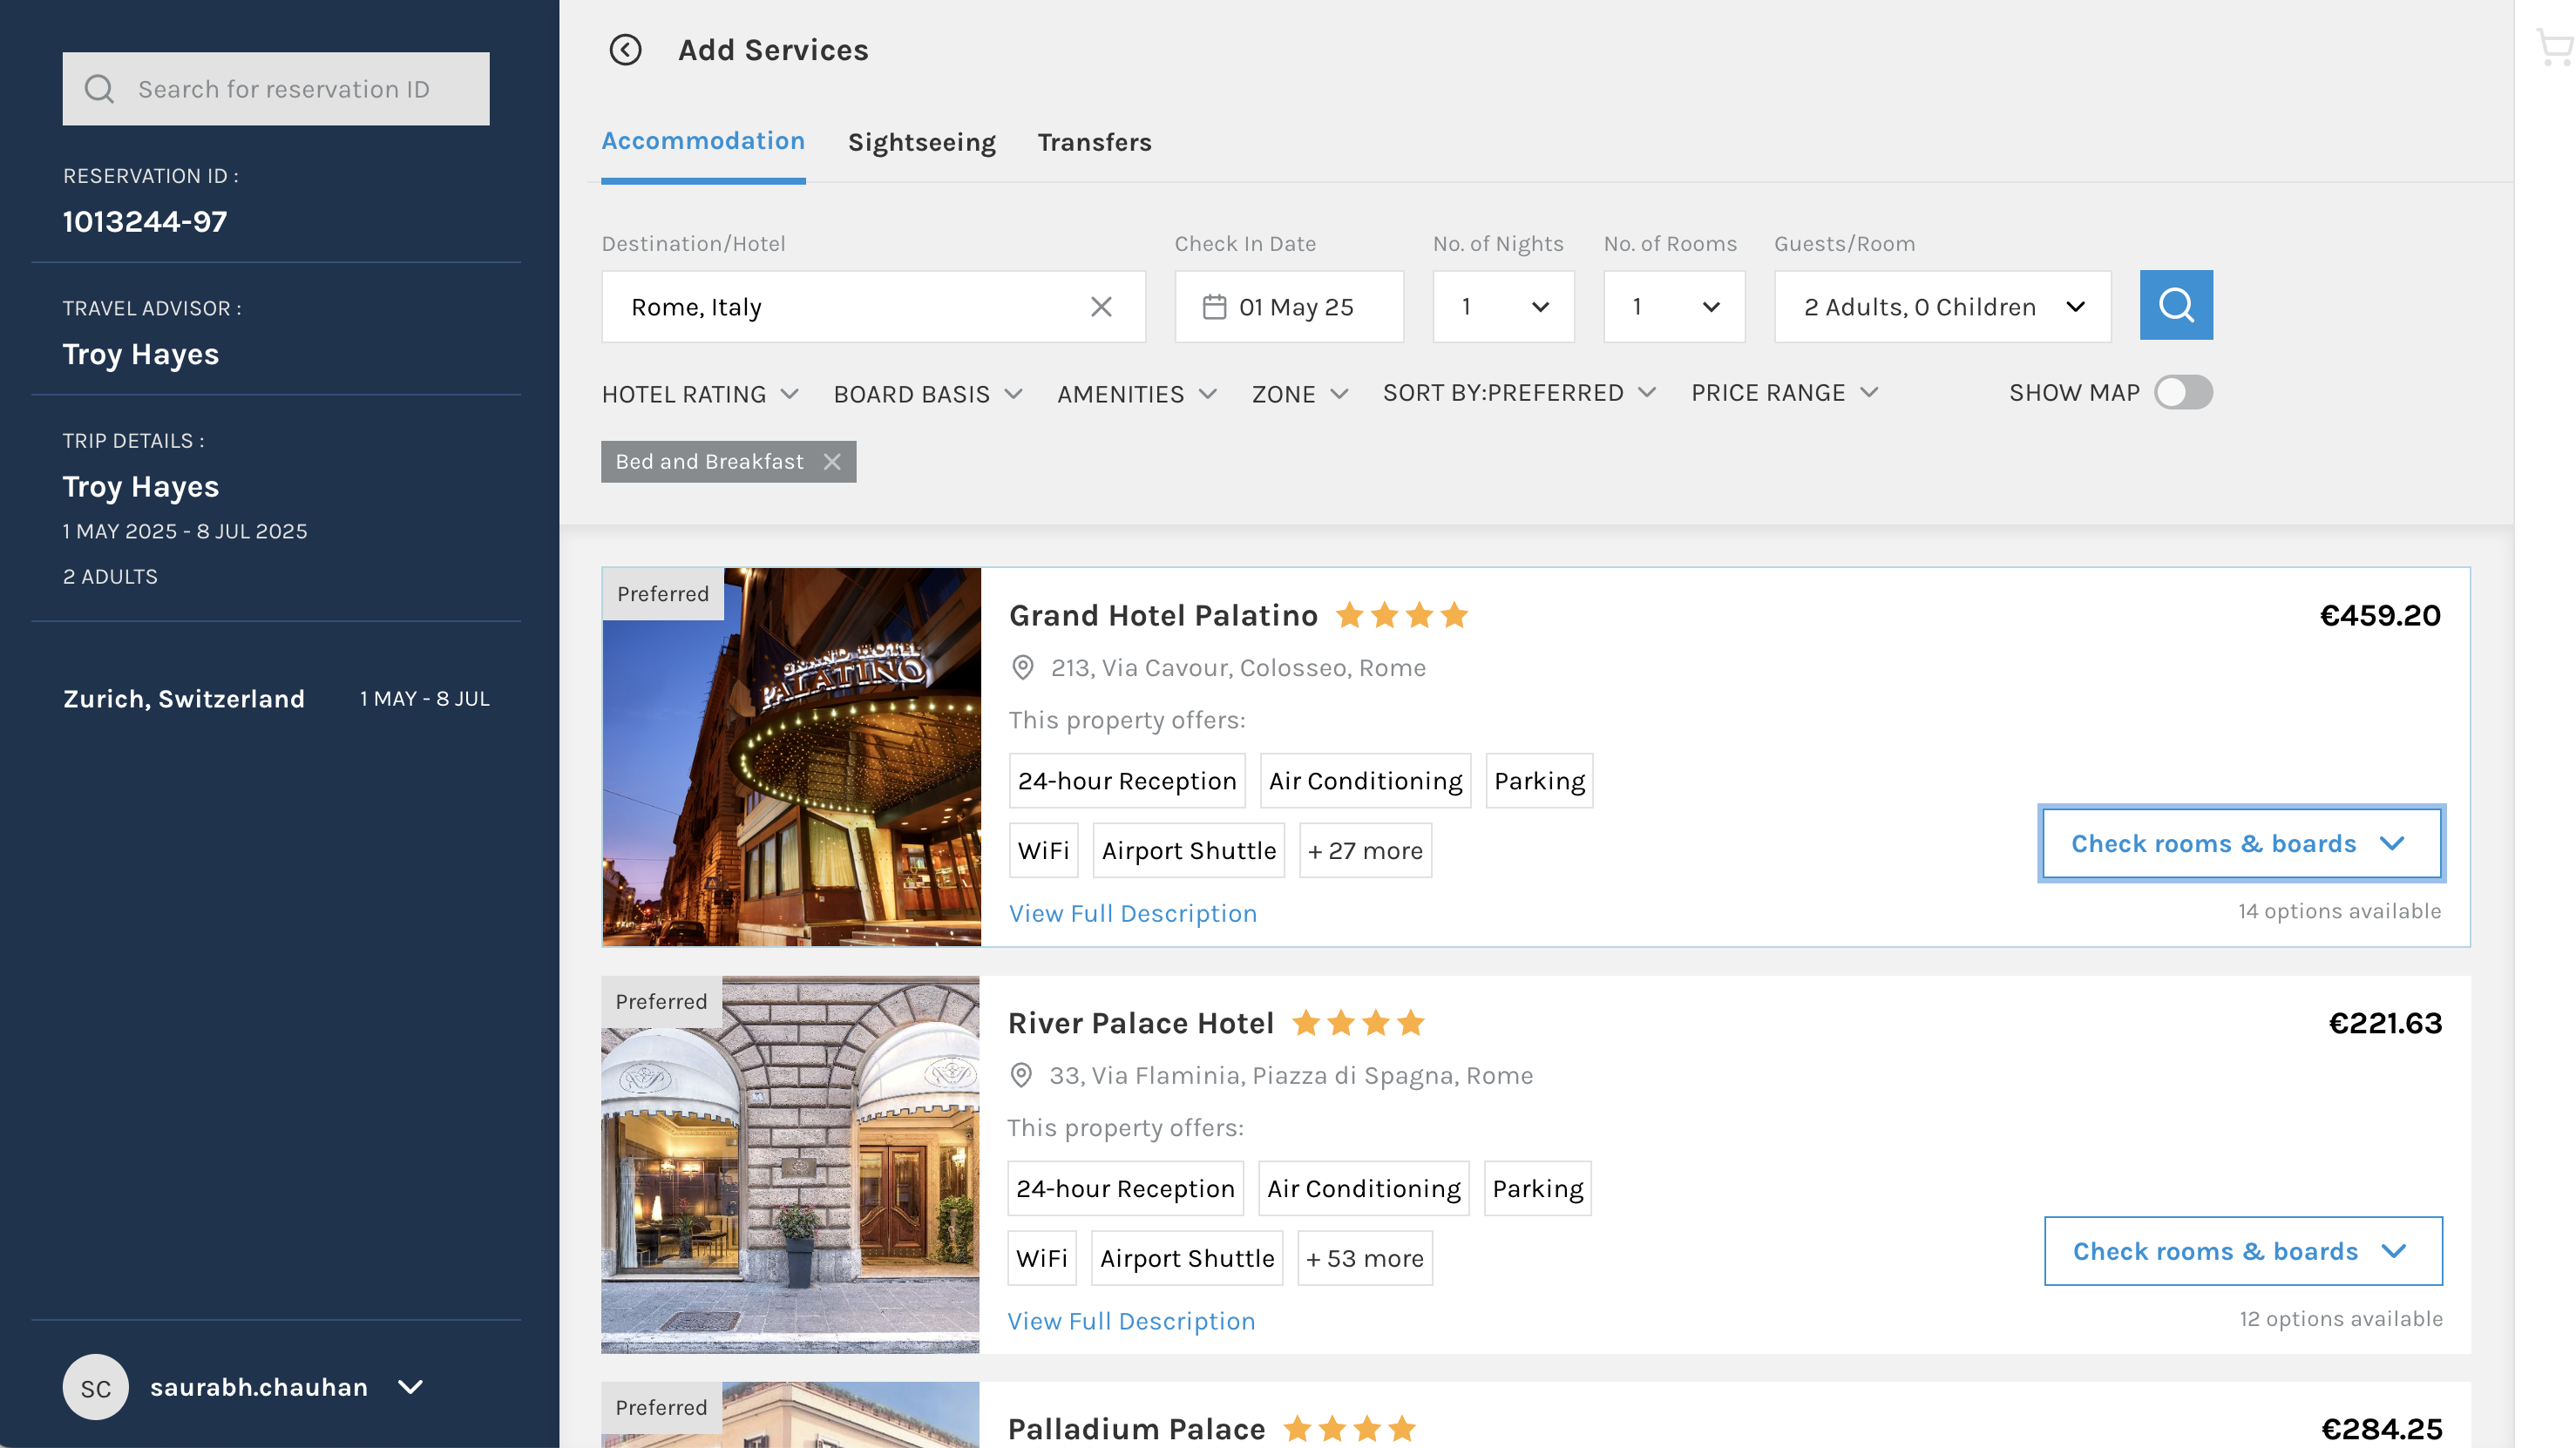 Search for reservation ID
RESERVATION ID :
1013244-97
TRAVEL ADVISOR :
Troy Hayes
TRIP DETAILS :
Troy Hayes
1 MAY 2025 - 8 JUL 2025
2 ADULTS
Zurich, Switzerland 1 MAY - 8 JUL
SC saurabh.chauhan
Add Services
Accommodation Sightseeing Transfers
Destination/Hotel Check In Date No. of Nights No. of Rooms Guests/Room
Rome, Italy 01 May 25 1 1 2 Adults, 0 Children
HOTEL RATING BOARD BASIS AMENITIES ZONE SORT BY:PREFERRED PRICE RANGE SHOW MAP
Bed and Breakfast
Preferred
GRAND HOTEL
PALATINO
Grand Hotel Palatino €459.20
213, Via Cavour, Colosseo, Rome
This property offers:
24-hour Reception Air Conditioning Parking
WiFi Airport Shuttle + 27 more
Check rooms & boards
View Full Description 14 options available
Preferred
River Palace Hotel €221.63
33, Via Flaminia, Piazza di Spagna, Rome
This property offers:
24-hour Reception Air Conditioning Parking
WiFi Airport Shuttle + 53 more
Check rooms & boards
View Full Description 12 options available
Preferred
Palladium Palace €284.25